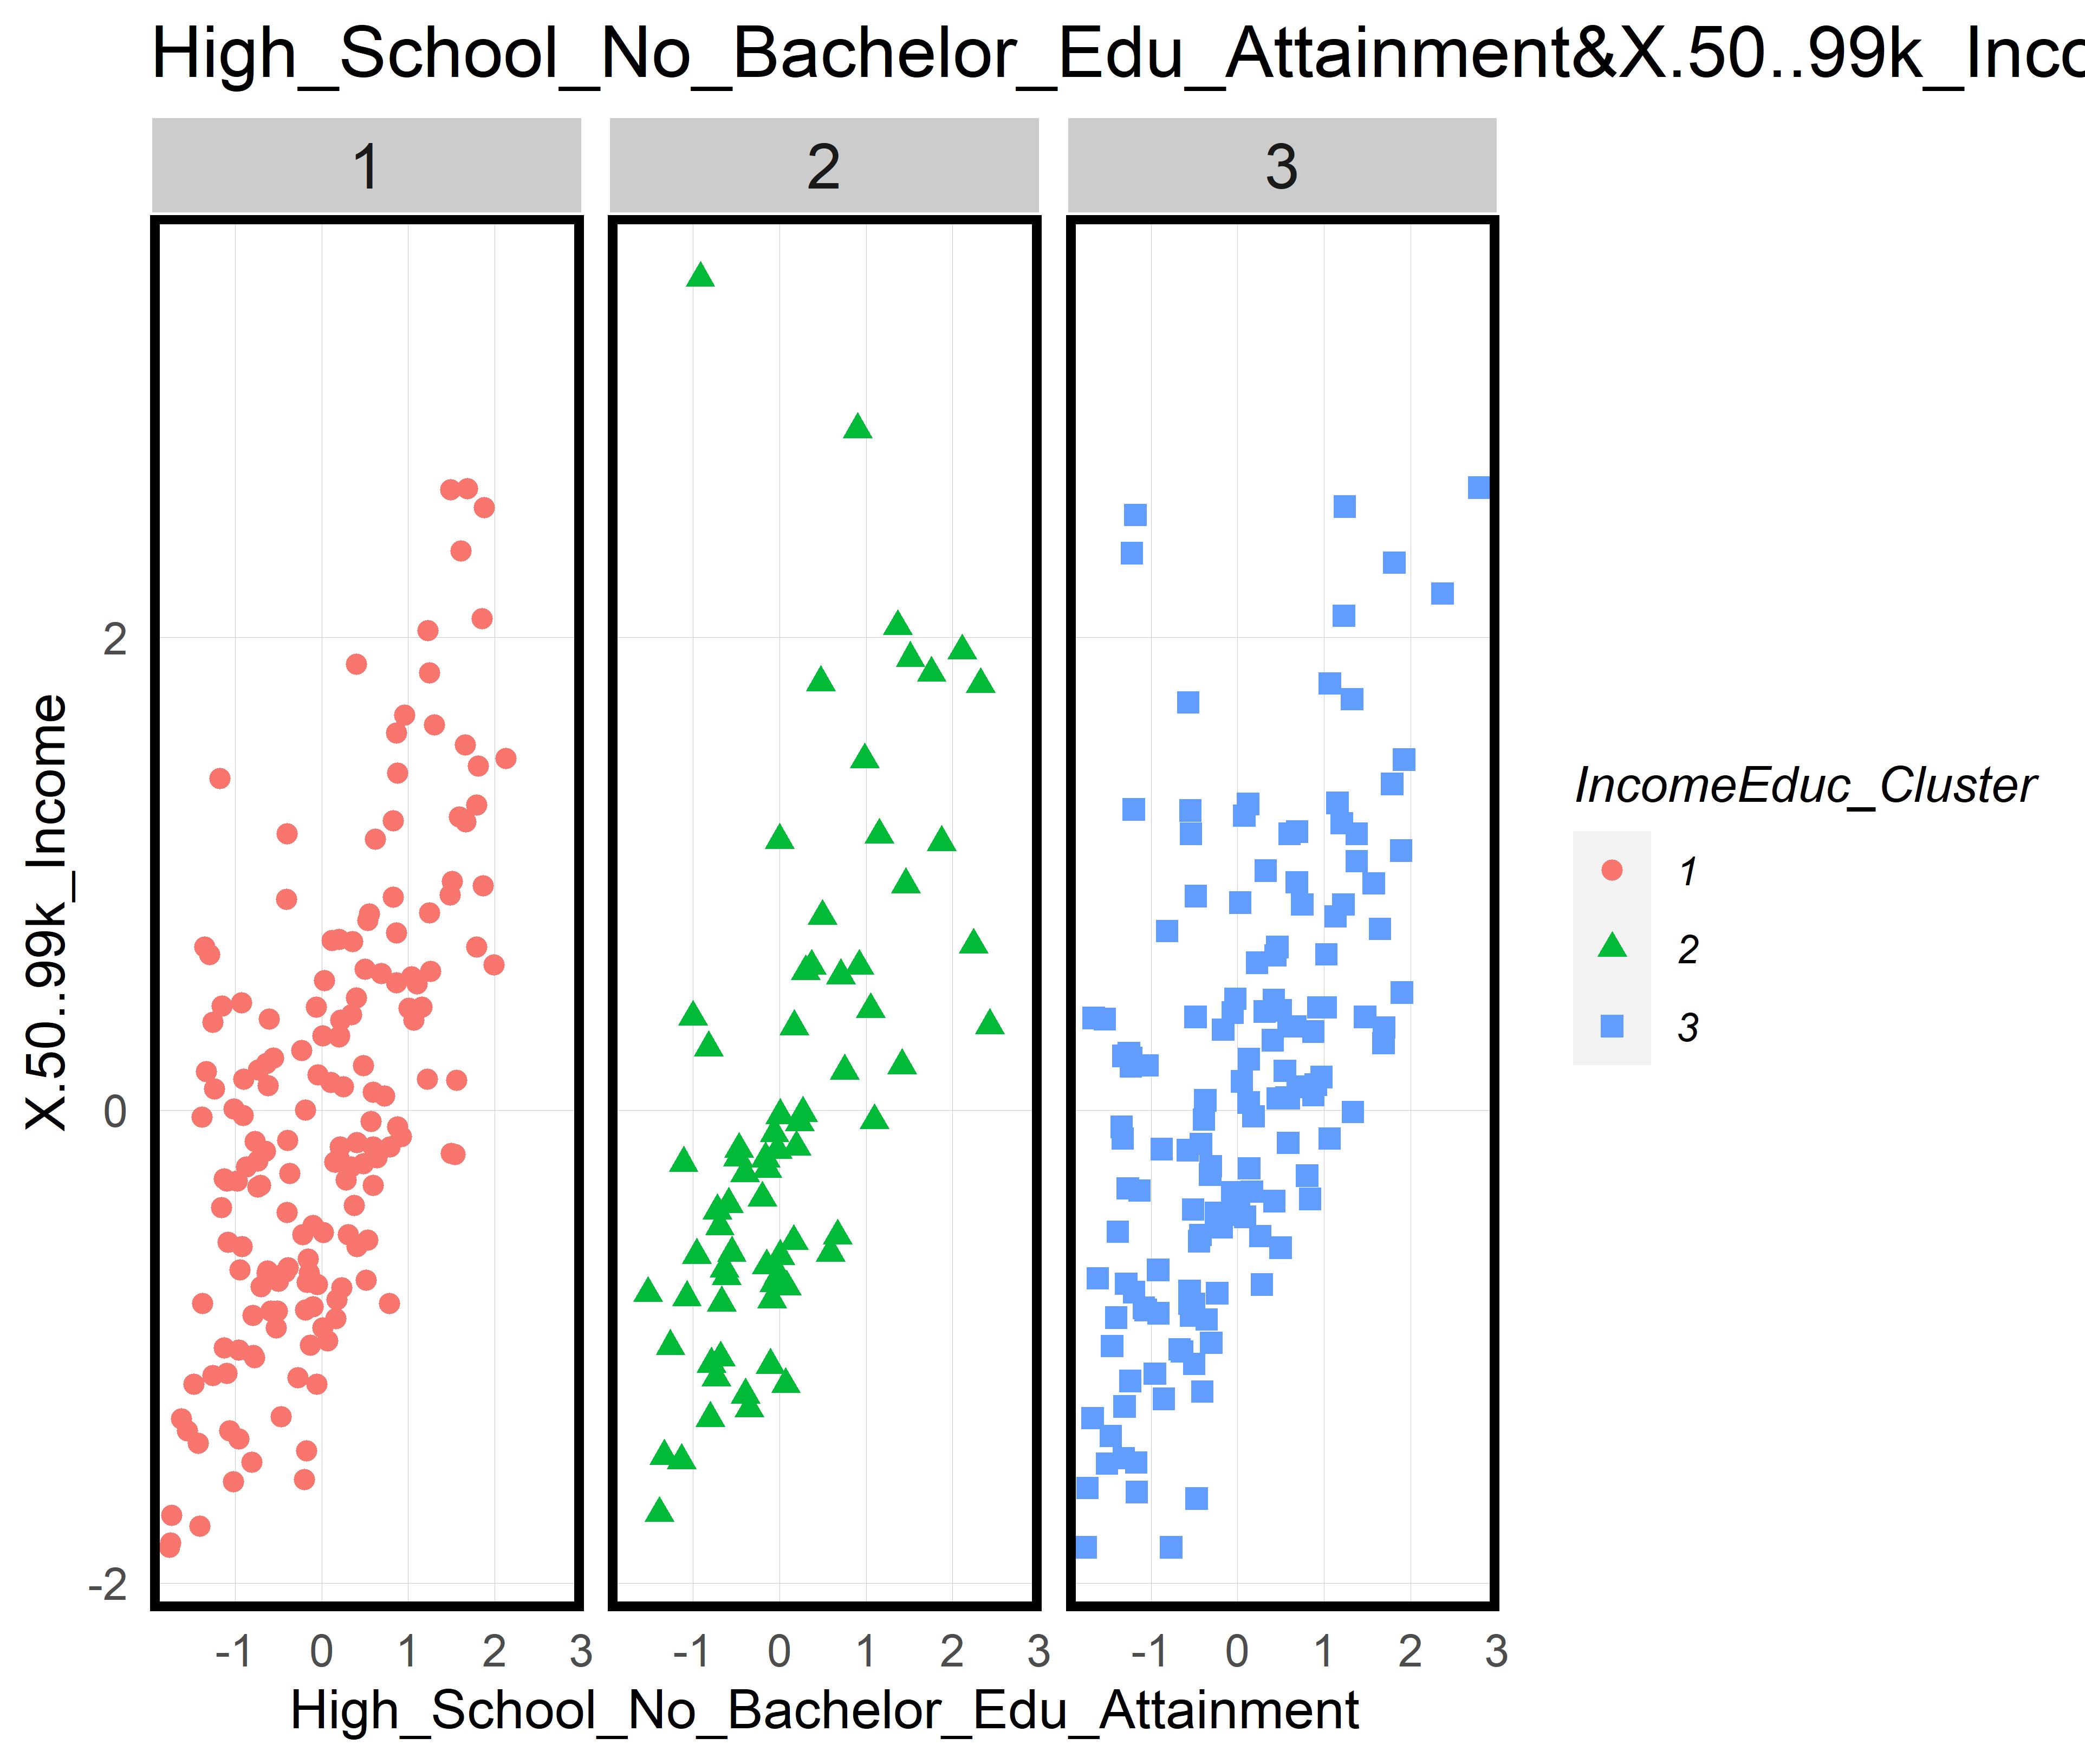 High_School_No_Bachelor_Edu_Attainment&X.50..99k_Inco
1 2 3
X.50..99k_Income
2
0
-2
-1 0 1 2 3 -1 0 1 2 3 -1 0 1 2 3
High_School_No_Bachelor_Edu_Attainment
IncomeEduc_Cluster
1
2
3